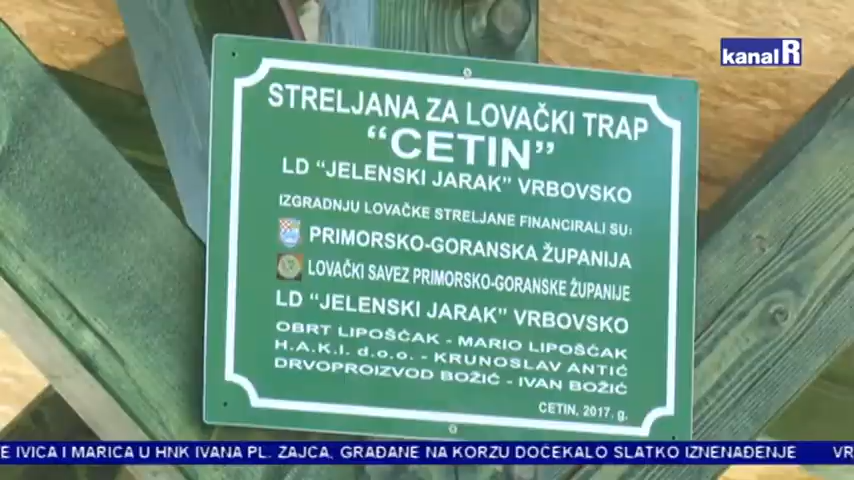 kanal R
STRELJANA ZA LOVAČKI TRAP
“CETIN”
LD “JELENSKI JARAK” VRBOVSKO
IZGRADNJU LOVAČKE STRELJANE FINANCIRALI SU:
PRIMORSKO-GORANSKA ŽUPANIJA
LOVAČKI SAVEZ PRIMORSKO-GORANSKE ŽUPANIJE
LD “JELENSKI JARAK” VRBOVSKO
OBRT LIPOŠĆAK - MARIO LIPOŠĆAK
H.A.K.I. d.o.o. - KRUNOSLAV ANTIĆ
DRVOPROIZVOD BOŽIĆ - IVAN BOŽIĆ
CETIN, 2017. g.
E IVICA I MARICA U HNK IVANA PL. ZAJCA, GRAĐANE NA KORZU DOČEKALO SLATKO IZNENAĐENJE VR